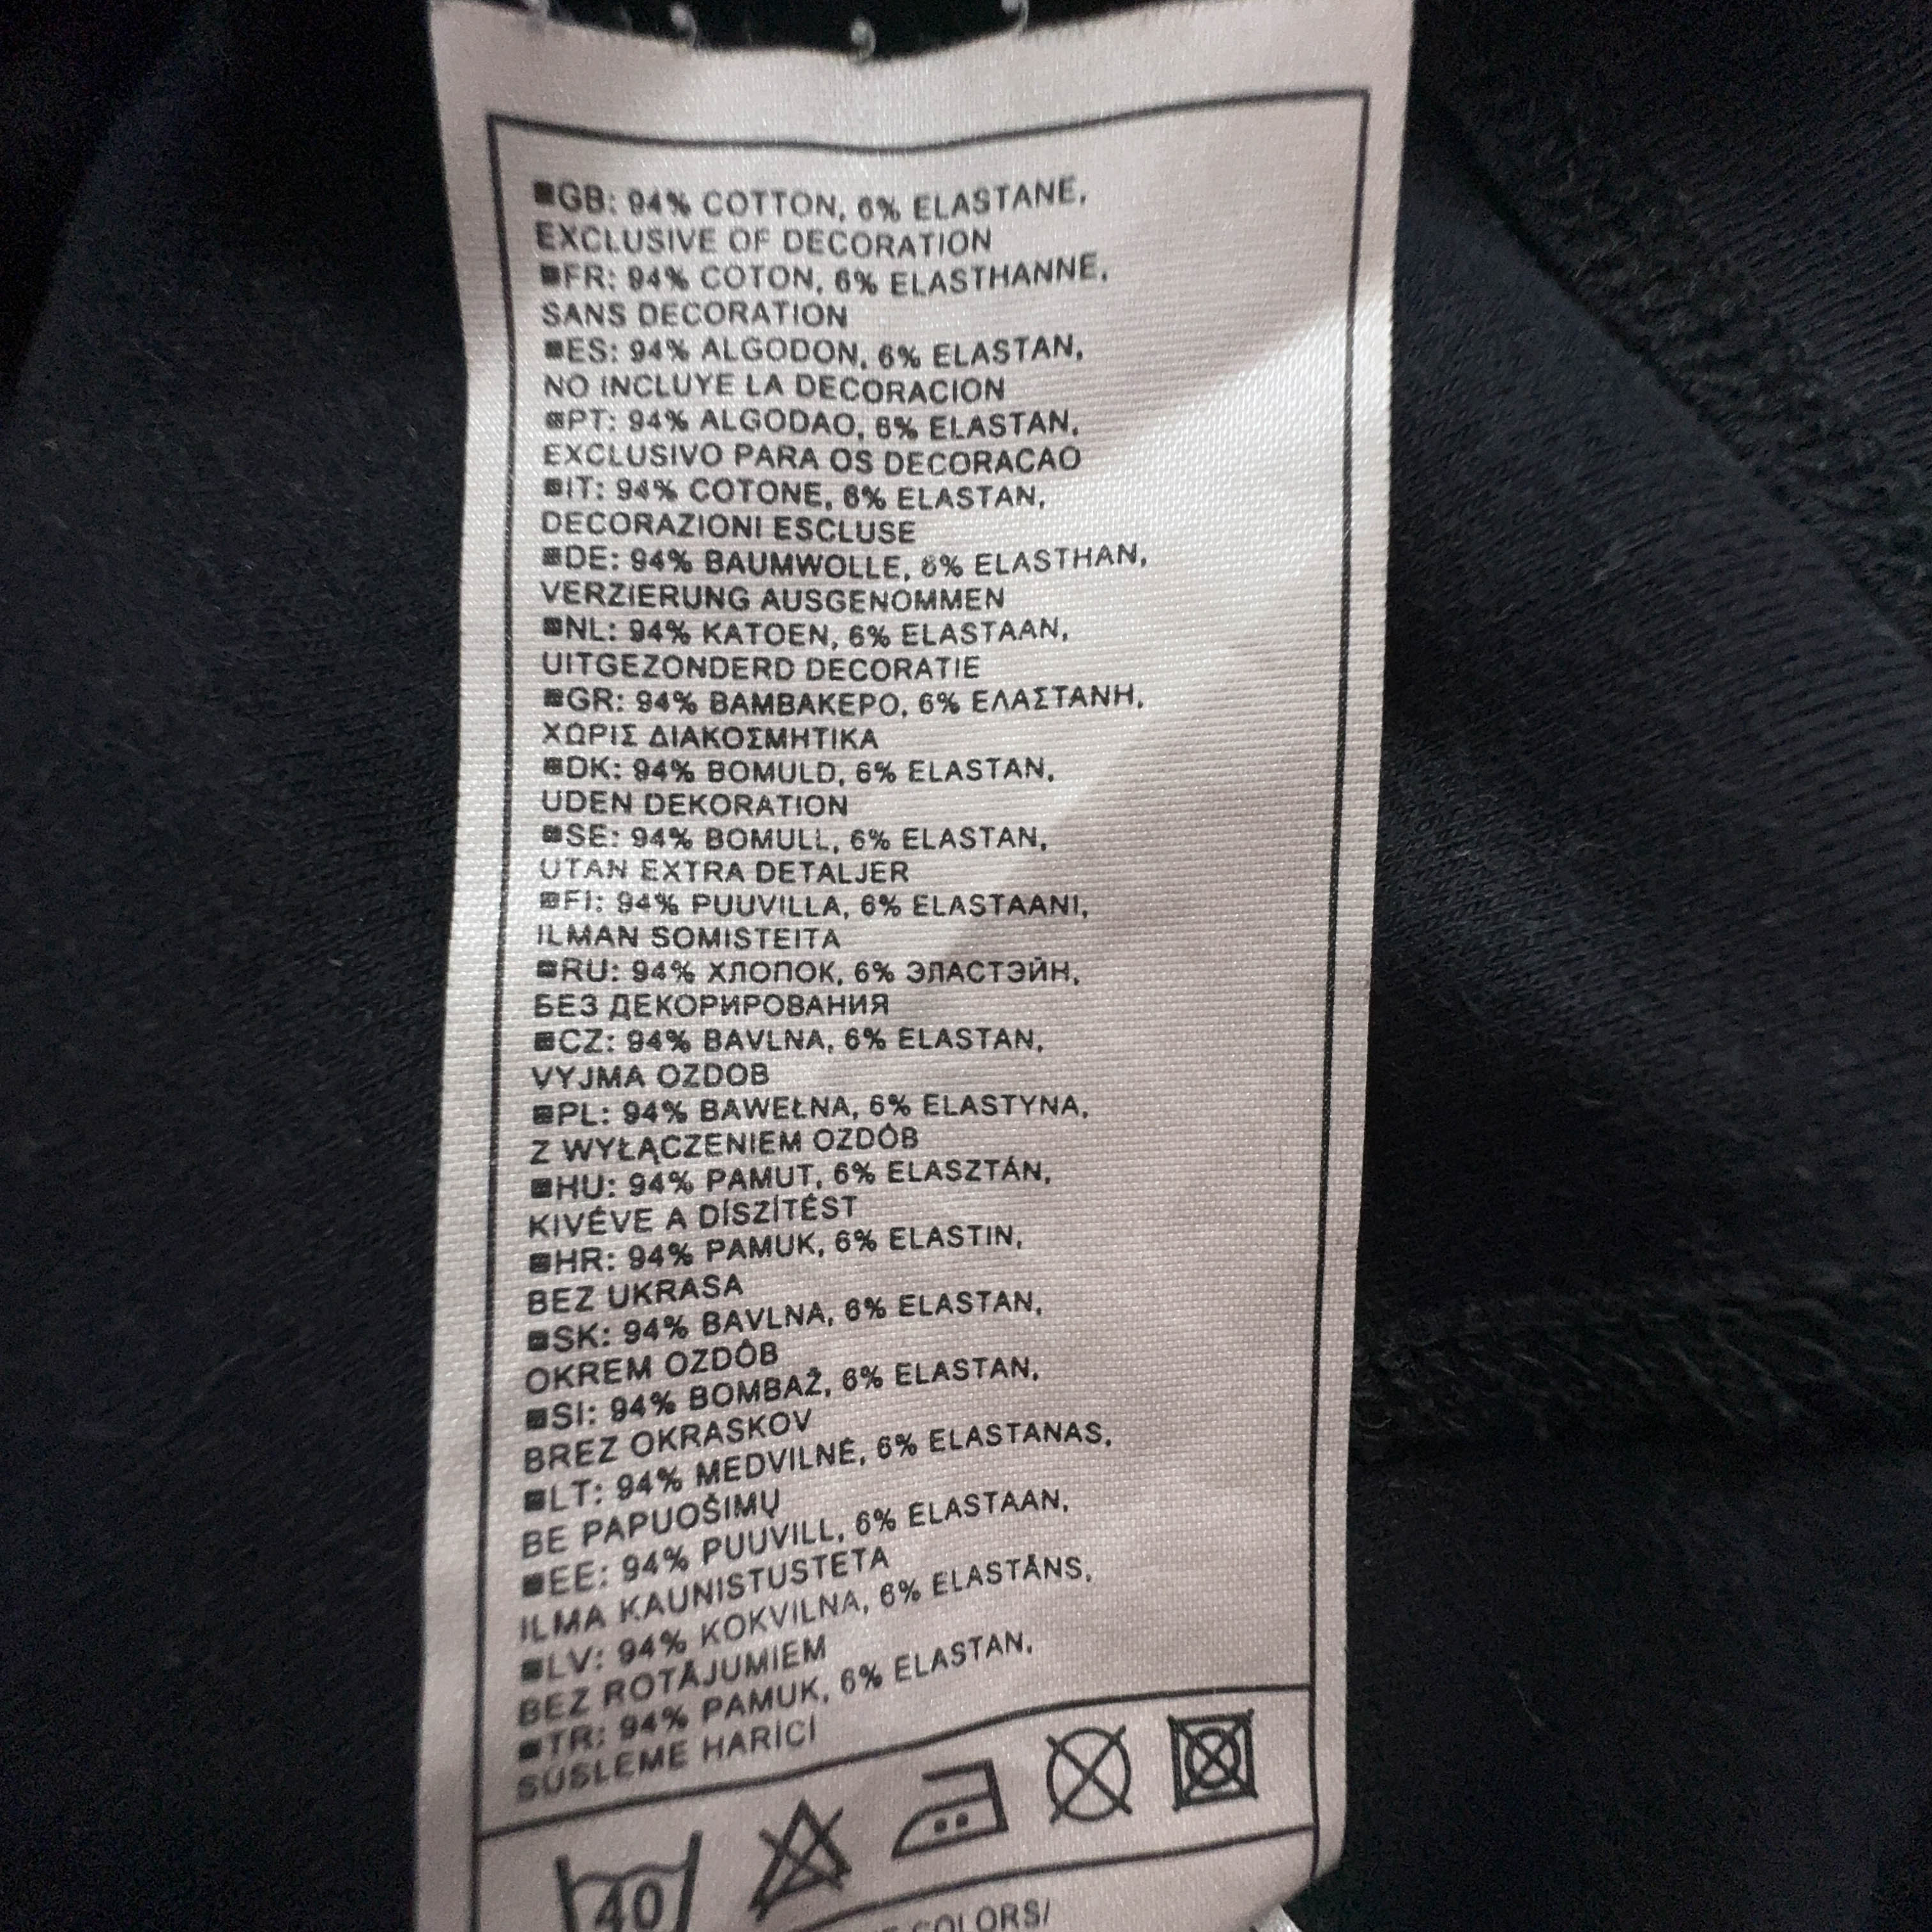 ■GB: 94% COTTON, 6% ELASTANE,
EXCLUSIVE OF DECORATION
■FR: 94% COTON, 6% ELASTHANNE,
SANS DECORATION
■ES: 94% ALGODON, 6% ELASTAN,
NO INCLUYE LA DECORACION
■PT: 94% ALGODAO, 6% ELASTAN,
EXCLUSIVO PARA OS DECORACAO
■IT: 94% COTONE, 6% ELASTAN,
DECORAZIONI ESCLUSE
■DE: 94% BAUMWOLLE, 6% ELASTHAN,
VERZIERUNG AUSGENOMMEN
■NL: 94% KATOEN, 6% ELASTAAN,
UITGEZONDERD DECORATIE
■GR: 94% ΒΑΜΒΑΚΕΡΟ, 6% ΕΛΑΣΤΑΝΗ,
ΧΩΡΙΣ ΔΙΑΚΟΣΜΗΤΙΚΑ
■DK: 94% BOMULD, 6% ELASTAN,
UDEN DEKORATION
■SE: 94% BOMULL, 6% ELASTAN,
UTAN EXTRA DETALJER
■FI: 94% PUUVILLA, 6% ELASTAANI,
ILMAN SOMISTEITA
■RU: 94% ХЛОПОК, 6% ЭЛАСТЭЙН,
БЕЗ ДЕКОРИРОВАНИЯ
■CZ: 94% BAVLNA, 6% ELASTAN,
VYJMA OZDOB
■PL: 94% BAWEŁNA, 6% ELASTYNA,
Z WYŁĄCZENIEM OZDÓB
■HU: 94% PAMUT, 6% ELASZTÁN,
KIVÉVE A DÍSZÍTÉST
■HR: 94% PAMUK, 6% ELASTIN,
BEZ UKRASA
■SK: 94% BAVLNA, 6% ELASTAN,
OKREM OZDÔB
■SI: 94% BOMBAŽ, 6% ELASTAN,
BREZ OKRASKOV
■LT: 94% MEDVILNĖ, 6% ELASTANAS,
BE PAPUOŠIMŲ
■EE: 94% PUUVILL, 6% ELASTAAN,
ILMA KAUNISTUSTETA
■LV: 94% KOKVILNA, 6% ELASTĀNS,
BEZ ROTĀJUMIEM
■TR: 94% PAMUK, 6% ELASTAN,
SÜSLEME HARİCİ
40
COLORS/